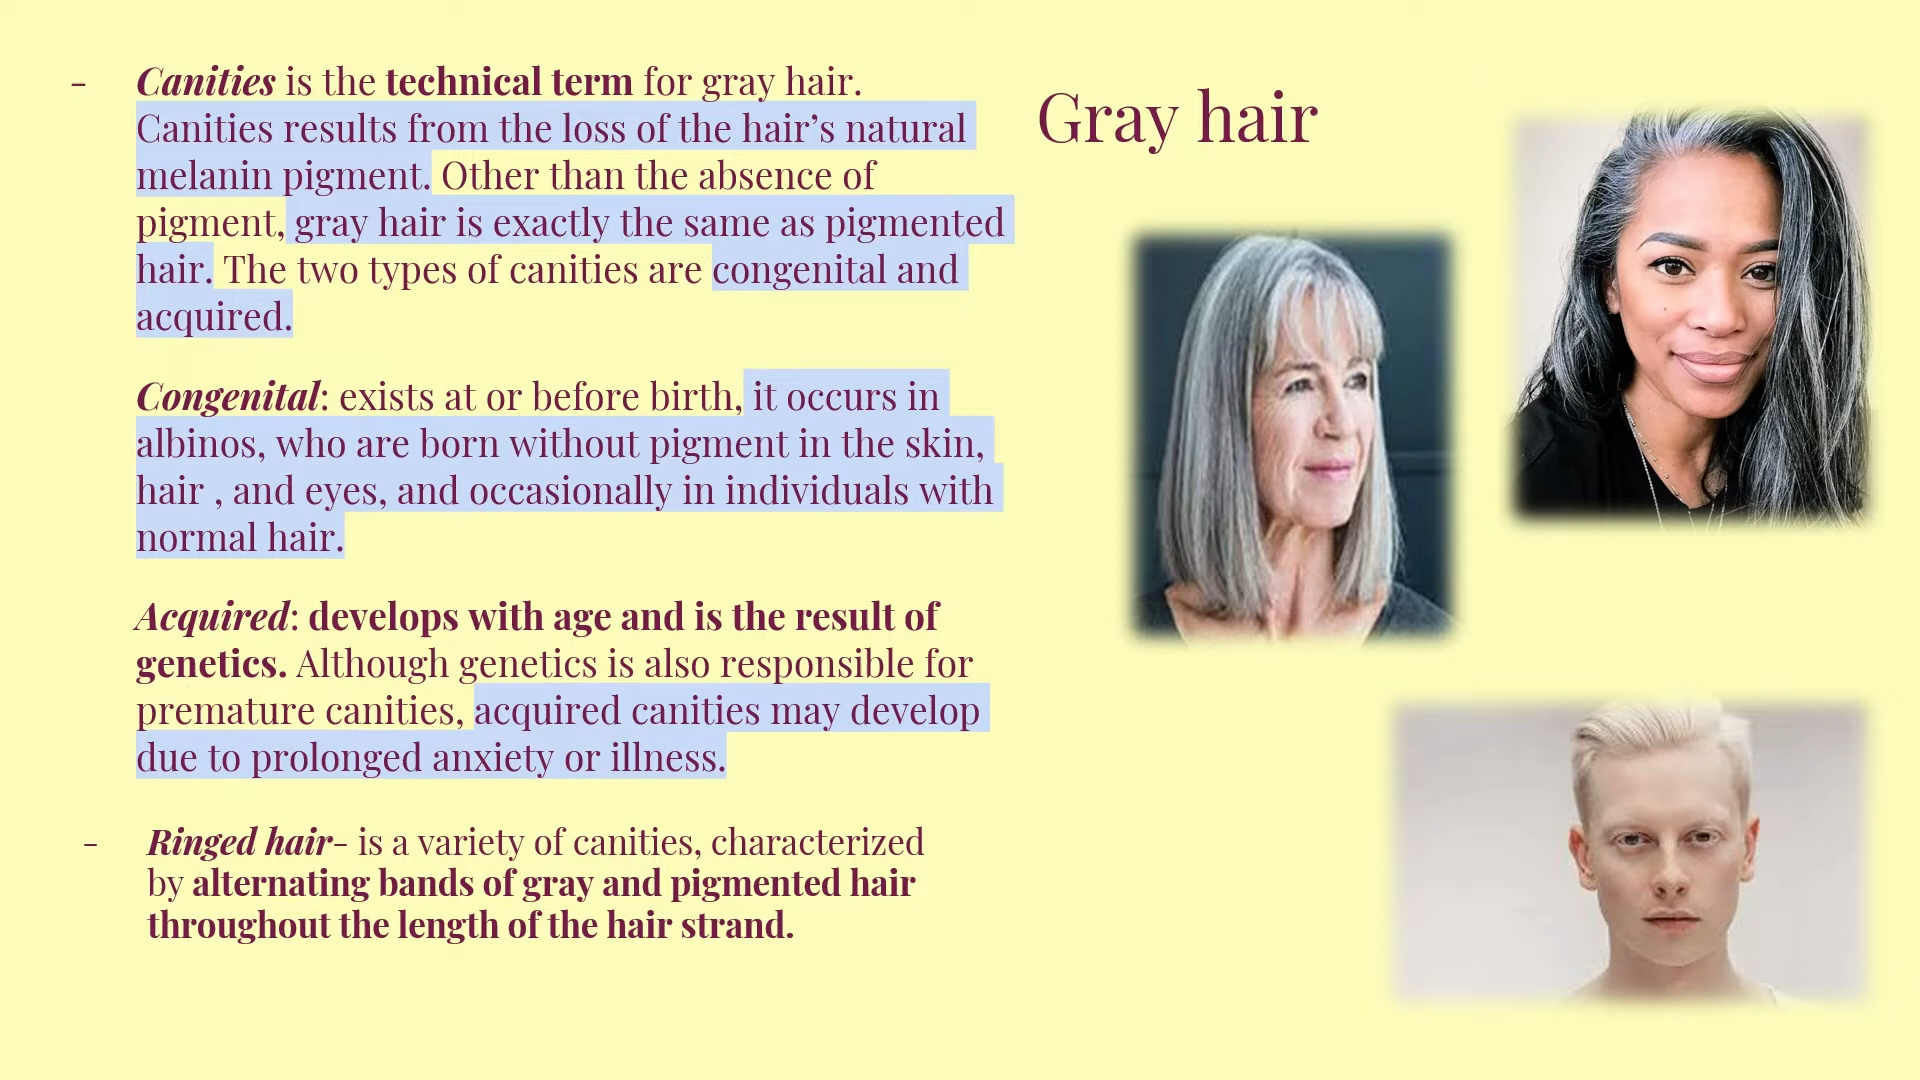 - Canities is the technical term for gray hair.
Canities results from the loss of the hair’s natural
melanin pigment. Other than the absence of
pigment, gray hair is exactly the same as pigmented
hair. The two types of canities are congenital and
acquired.
Congenital: exists at or before birth, it occurs in
albinos, who are born without pigment in the skin,
hair , and eyes, and occasionally in individuals with
normal hair.
Acquired: develops with age and is the result of
genetics. Although genetics is also responsible for
premature canities, acquired canities may develop
due to prolonged anxiety or illness.
- Ringed hair- is a variety of canities, characterized
by alternating bands of gray and pigmented hair
throughout the length of the hair strand.
Gray hair